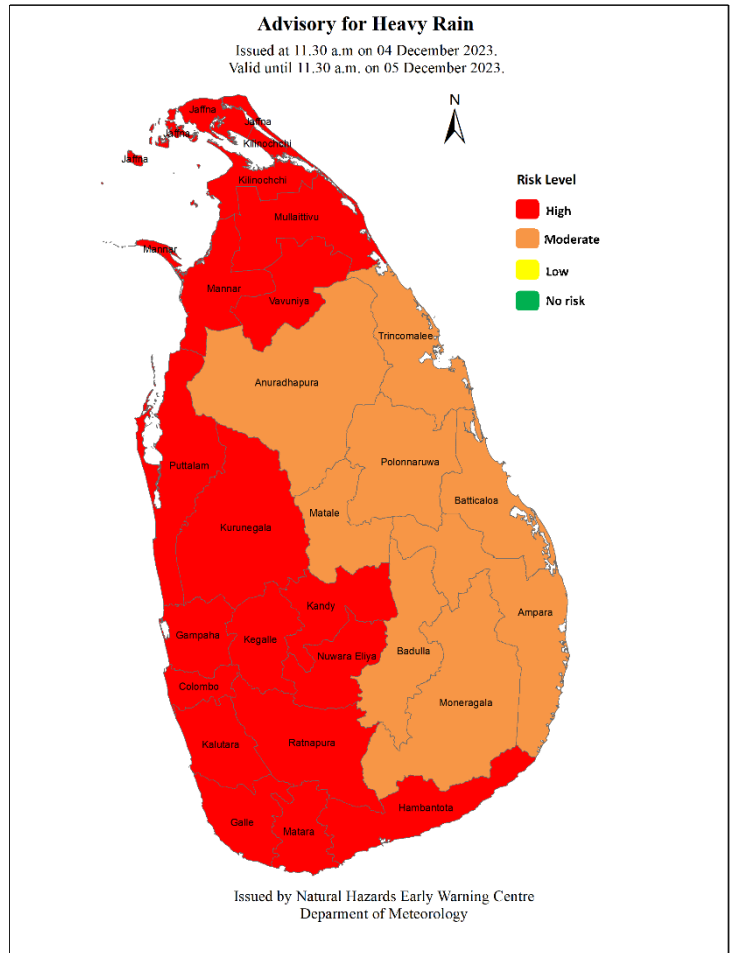 Advisory for Heavy Rain
Issued at 11.30 a.m on 04 December 2023.
Valid until 11.30 a.m. on 05 December 2023.
N
Risk Level
High
Moderate
Low
No risk
Jaffna
Jaffna
Jaffna
Jaffna
Kilinochchi
Kilinochchi
Mullaittivu
Mannar
Mannar
Vavuniya
Trincomalee
Anuradhapura
Polonnaruwa
Puttalam
Batticaloa
Matale
Kurunegala
Kandy
Ampara
Gampaha
Kegalle
Badulla
Nuwara Eliya
Colombo
Moneragala
Kalutara
Ratnapura
Hambantota
Galle
Matara
Issued by Natural Hazards Early Warning Centre
Deparment of Meteorology